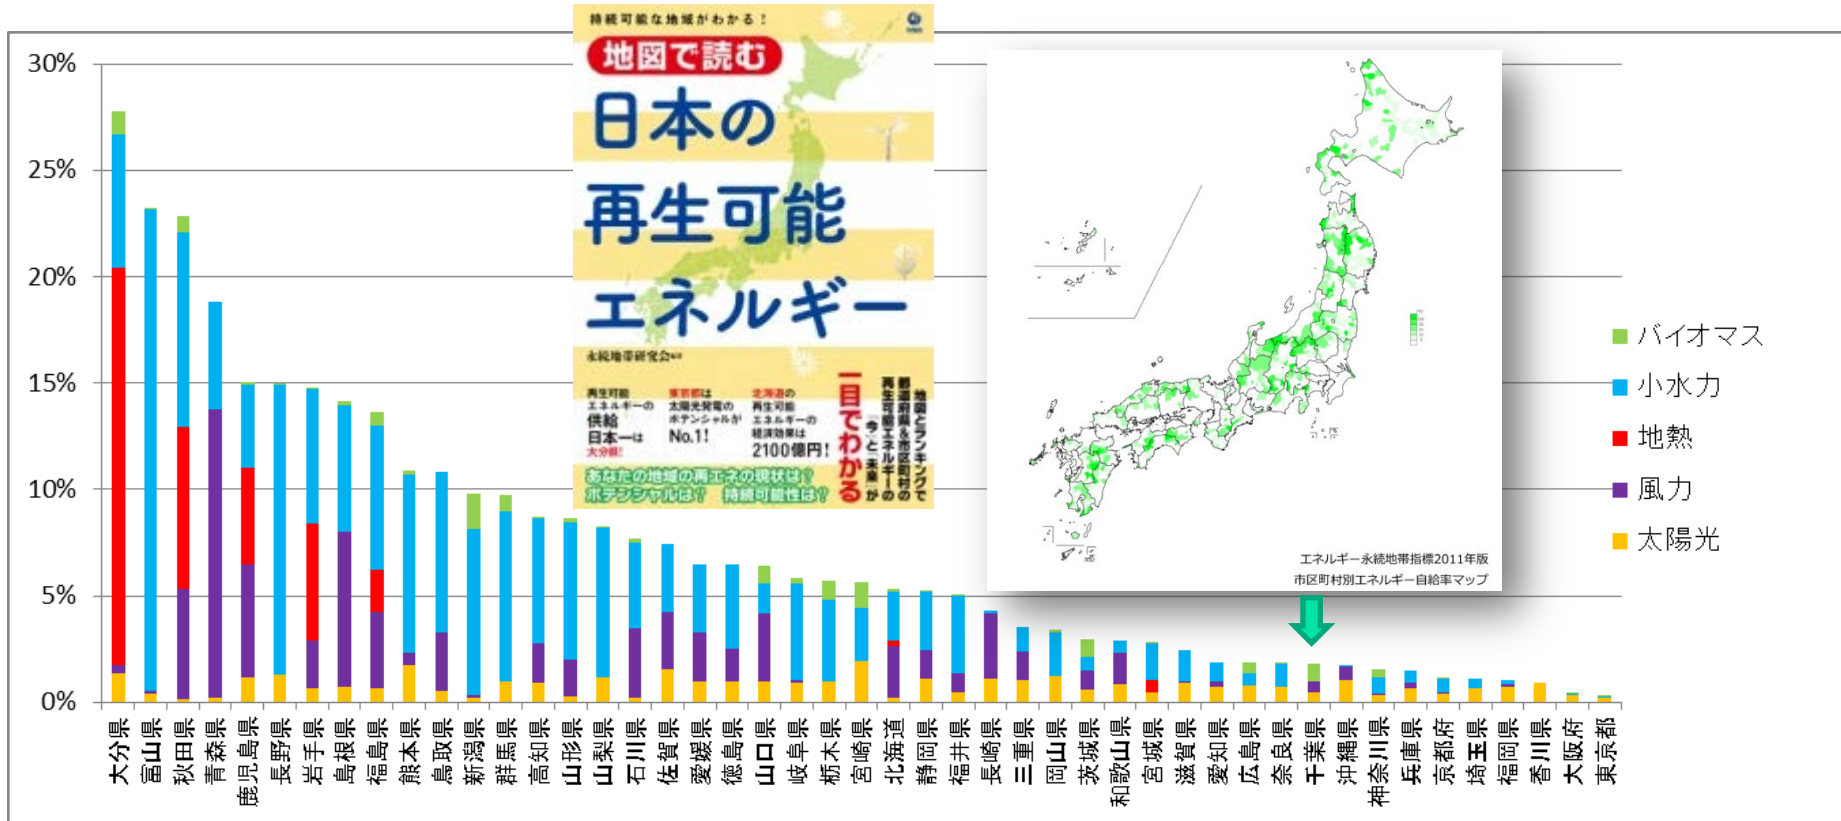 30%
25%
20%
15%
10%
5%
0%
大分県
富山県
秋田県
青森県
鹿児島県
長野県
岩手県
島根県
福島県
熊本県
鳥取県
新潟県
群馬県
高知県
山形県
山梨県
石川県
佐賀県
愛媛県
徳島県
山口県
岐阜県
栃木県
宮崎県
北海道
静岡県
福井県
長崎県
三重県
岡山県
茨城県
和歌山県
宮城県
滋賀県
愛知県
広島県
奈良県
千葉県
沖縄県
神奈川県
兵庫県
京都府
埼玉県
福岡県
香川県
大阪府
東京都
バイオマス
小水力
地熱
風力
太陽光
持続可能な地域がわかる！
地図で読む
日本の
再生可能
エネルギー
永続地帯研究会
再生可能
エネルギーの
供給
日本一は
大分県!
東京都は
太陽光発電の
ポテンシャルが
No.1!
北海道の
再生可能
エネルギーの
経済効果は
2100億円!
地図とランキングで
都道府県&市区町村の
再生可能エネルギーの
「今」と「未来」が
一目でわかる
あなたの地域の再エネの現状は？
ポテンシャルは？ 持続可能性は？
エネルギー永続地帯指標2011年版
市区町村別エネルギー自給率マップ